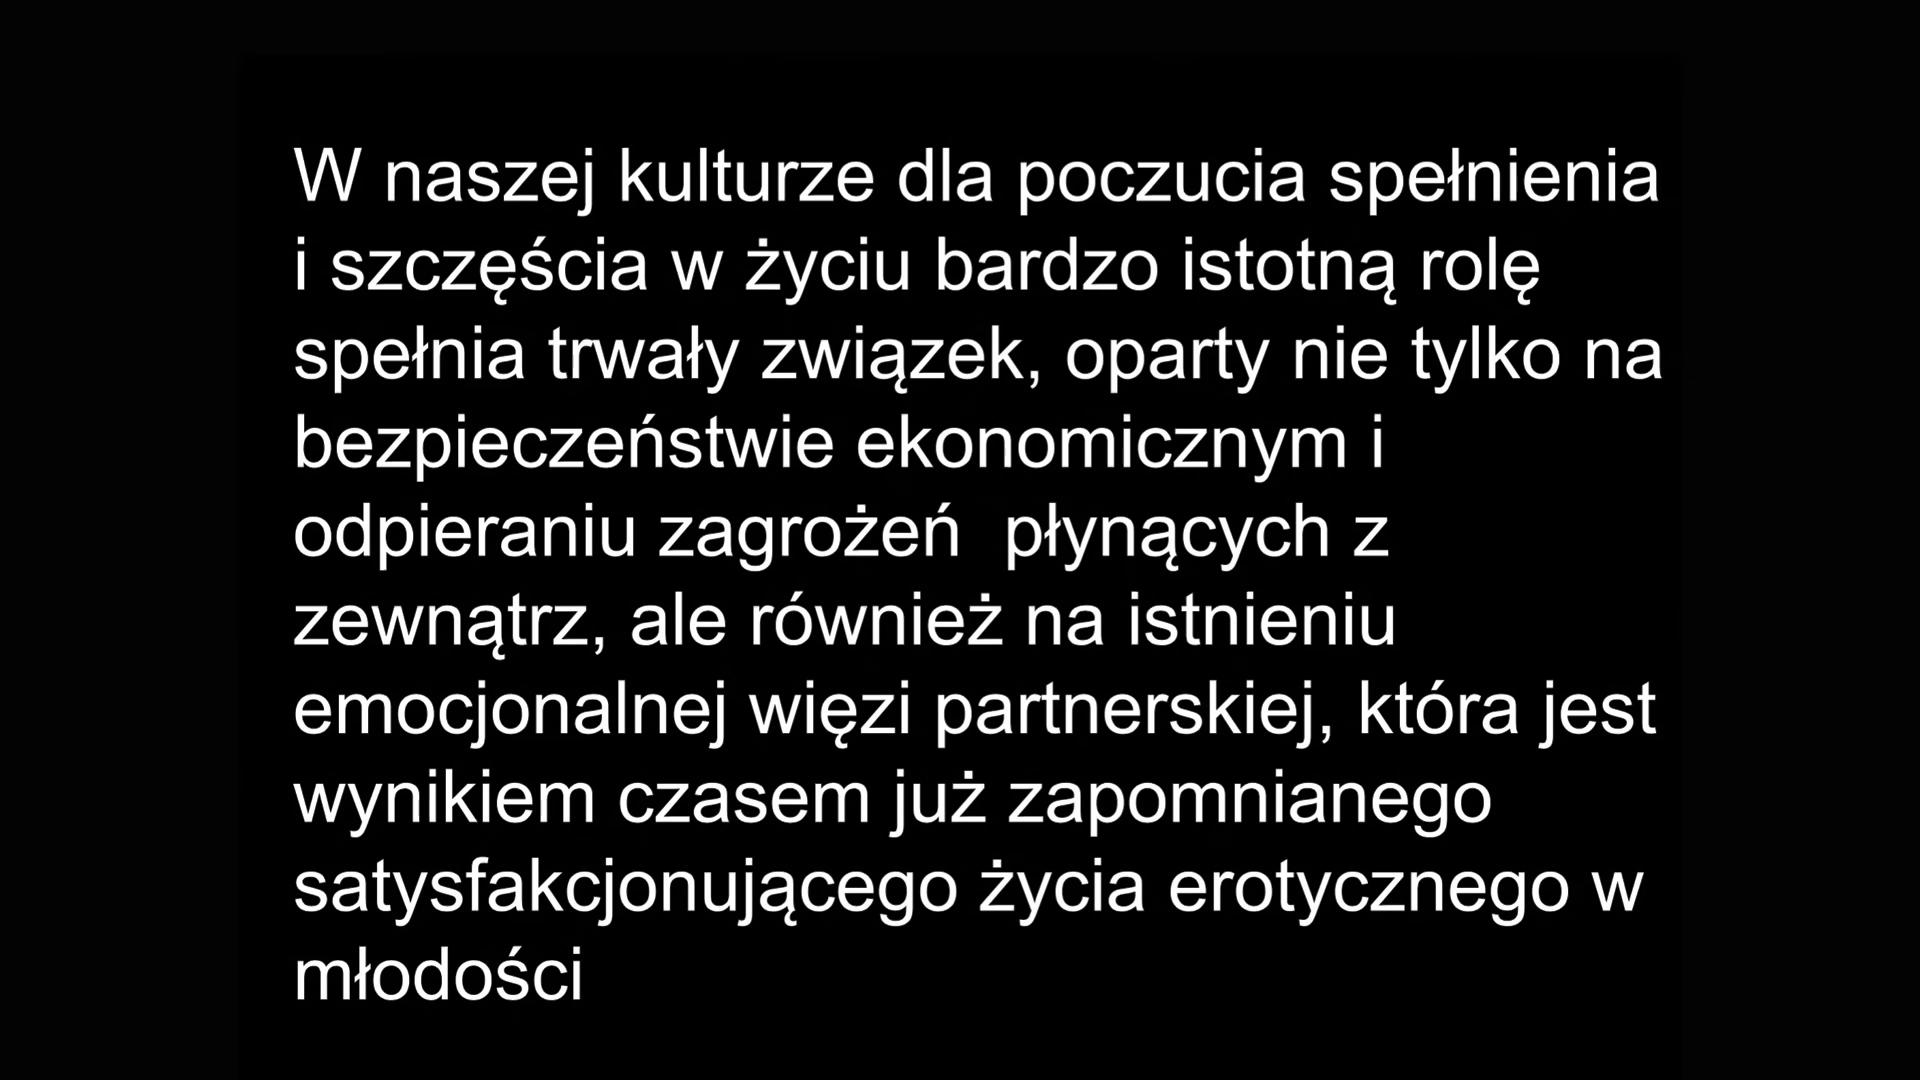 W naszej kulturze dla poczucia spełnienia
i szczęścia w życiu bardzo istotną rolę
spełnia trwały związek, oparty nie tylko na
bezpieczeństwie ekonomicznym i
odpieraniu zagrożeń  płynących z
zewnątrz, ale również na istnieniu
emocjonalnej więzi partnerskiej, która jest
wynikiem czasem już zapomnianego
satysfakcjonującego życia erotycznego w
młodości